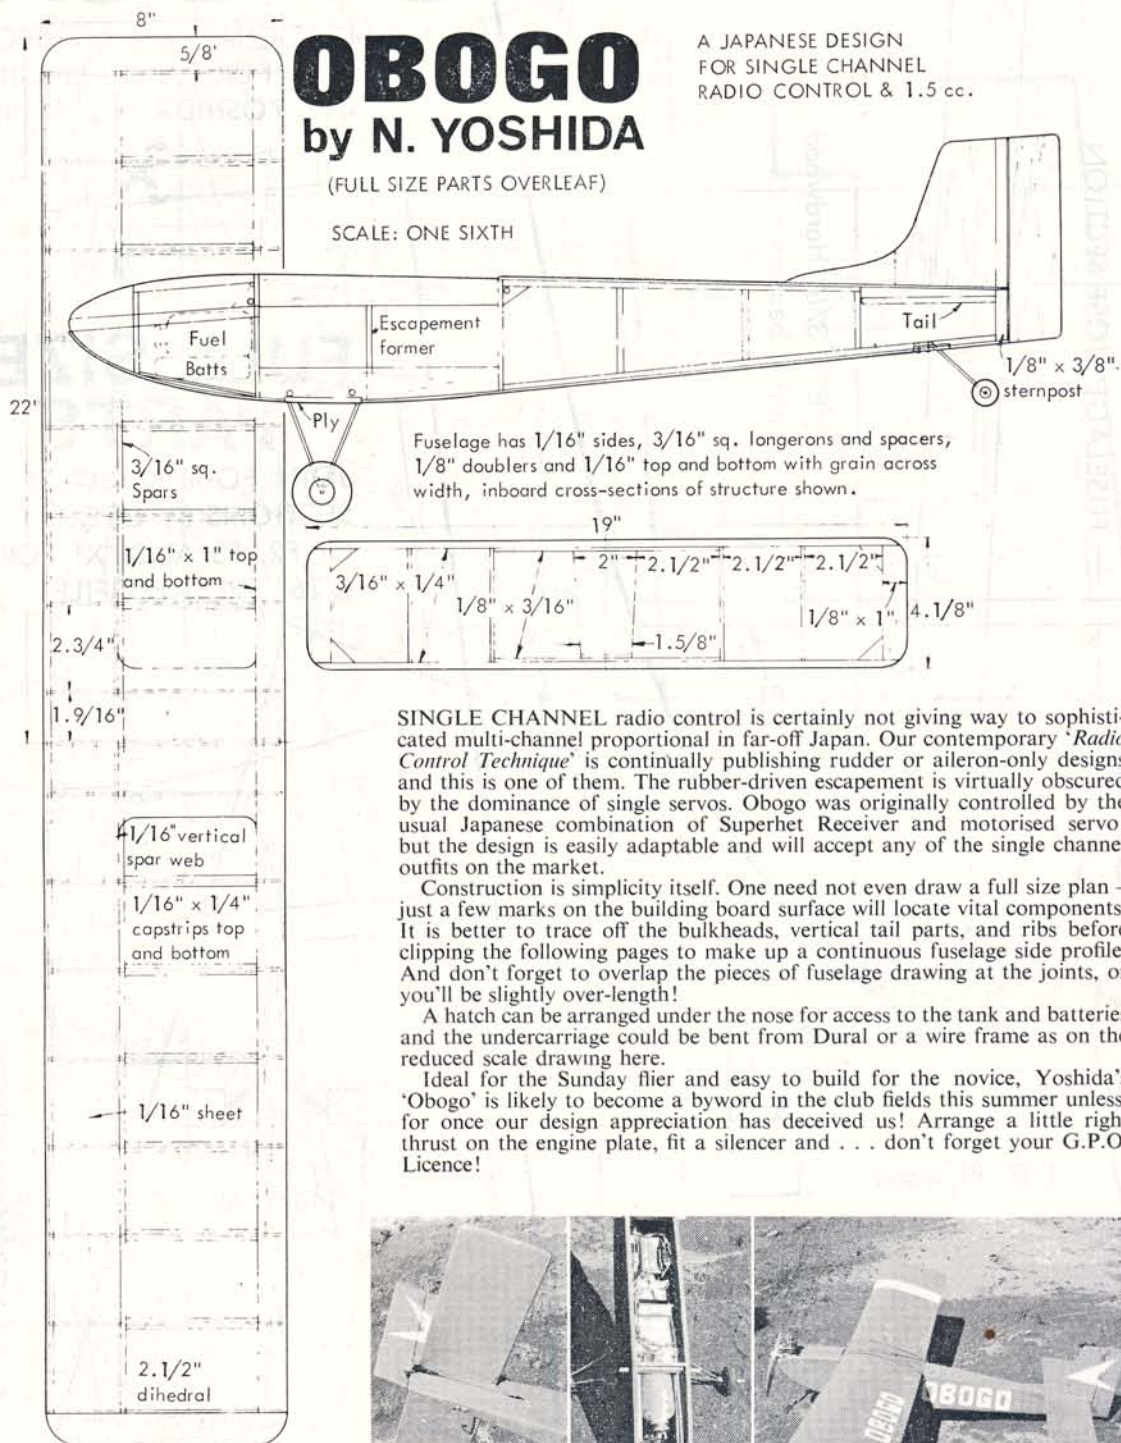 8"
5/8'
OBOGO
by N. YOSHIDA
(FULL SIZE PARTS OVERLEAF)
SCALE: ONE SIXTH
A JAPANESE DESIGN
FOR SINGLE CHANNEL
RADIO CONTROL & 1.5 cc.
Fuel
Batts
Escapement
former
Tail
1/8" x 3/8"
sternpost
22'
Ply
3/16" sq.
Spars
Fuselage has 1/16" sides, 3/16" sq. longerons and spacers,
1/8" doublers and 1/16" top and bottom with grain across
width, inboard cross-sections of structure shown.
19"
1/16" x 1" top
and bottom
3/16" x 1/4"
1/8" x 3/16"
2"
2.1/2"
2.1/2"
2.1/2"
1/8" x 1"
4.1/8"
1.5/8"
2.3/4"
1.9/16"
1/16" vertical
spar web
1/16" x 1/4"
capstrips top
and bottom
1/16" sheet
2.1/2"
dihedral
SINGLE CHANNEL radio control is certainly not giving way to sophisti-
cated multi-channel proportional in far-off Japan. Our contemporary 'Radio
Control Technique' is continually publishing rudder or aileron-only designs
and this is one of them. The rubber-driven escapement is virtually obscured
by the dominance of single servos. Obogo was originally controlled by the
usual Japanese combination of Superhet Receiver and motorised servo
but the design is easily adaptable and will accept any of the single channe
outfits on the market.
Construction is simplicity itself. One need not even draw a full size plan –
just a few marks on the building board surface will locate vital components
It is better to trace off the bulkheads, vertical tail parts, and ribs before
clipping the following pages to make up a continuous fuselage side profile
And don't forget to overlap the pieces of fuselage drawing at the joints, o
you'll be slightly over-length!
A hatch can be arranged under the nose for access to the tank and batterie
and the undercarriage could be bent from Dural or a wire frame as on the
reduced scale drawing here.
Ideal for the Sunday flier and easy to build for the novice, Yoshida'
'Obogo' is likely to become a byword in the club fields this summer unless
for once our design appreciation has deceived us! Arrange a little righ
thrust on the engine plate, fit a silencer and . . . don't forget your G.P.O
Licence!
OBOGO
OBOGO